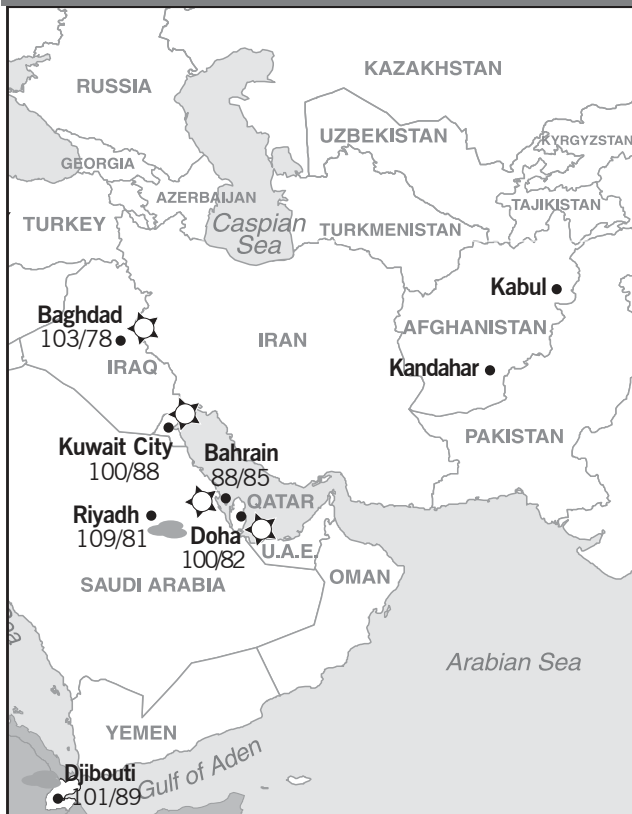 KAZAKHSTAN
RUSSIA
UZBEKISTAN
KYRGYZSTAN
GEORGIA
AZERBAIJAN
TAJIKISTAN
TURKEY
Caspian
Sea
TURKMENISTAN
Kabul
Baghdad
103/78
IRAQ
IRAN
AFGHANISTAN
Kandahar
PAKISTAN
Kuwait City
100/88
Bahrain
88/85
QATAR
Riyadh
109/81
Doha
100/82
U.A.E.
SAUDI ARABIA
OMAN
Arabian Sea
YEMEN
Gulf of Aden
Djibouti
101/89